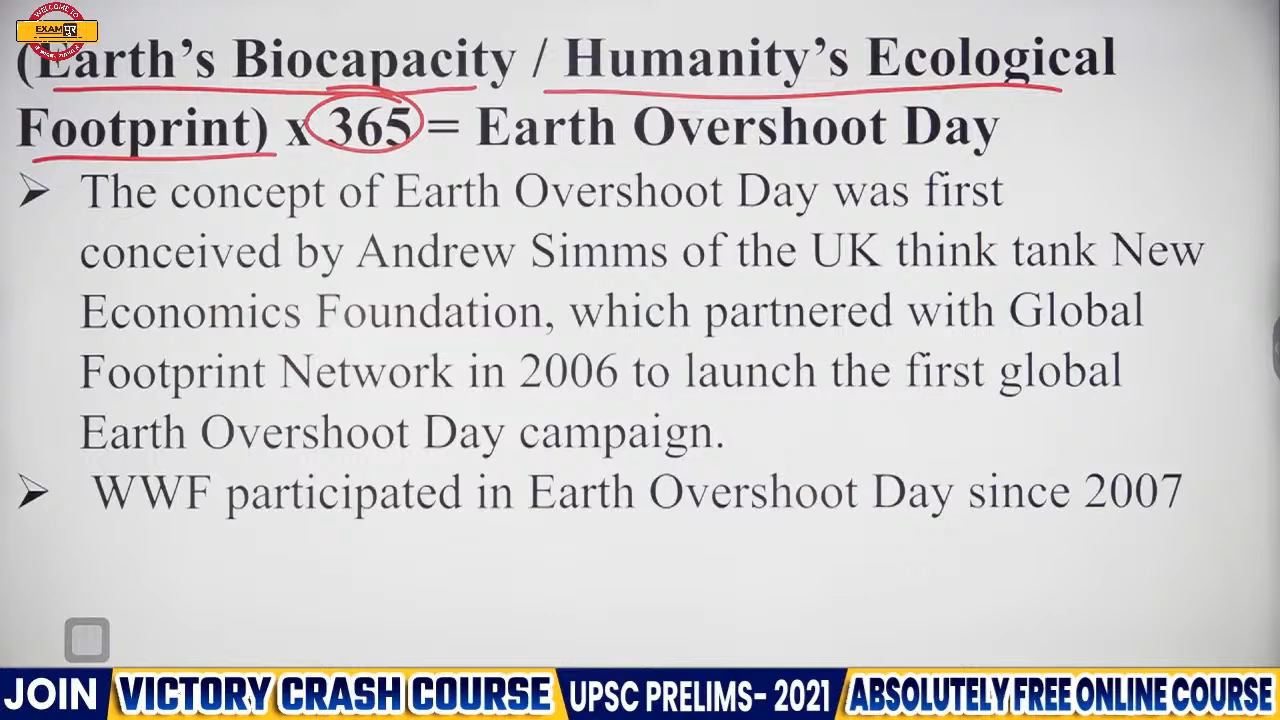 WELCOME TO
EXAM पुर
(Earth’s Biocapacity / Humanity’s Ecological
Footprint) x 365 = Earth Overshoot Day
➢ The concept of Earth Overshoot Day was first
conceived by Andrew Simms of the UK think tank New
Economics Foundation, which partnered with Global
Footprint Network in 2006 to launch the first global
Earth Overshoot Day campaign.
➢ WWF participated in Earth Overshoot Day since 2007
JOIN VICTORY CRASH COURSE UPSC PRELIMS- 2021 ABSOLUTELY FREE ONLINE COURSE